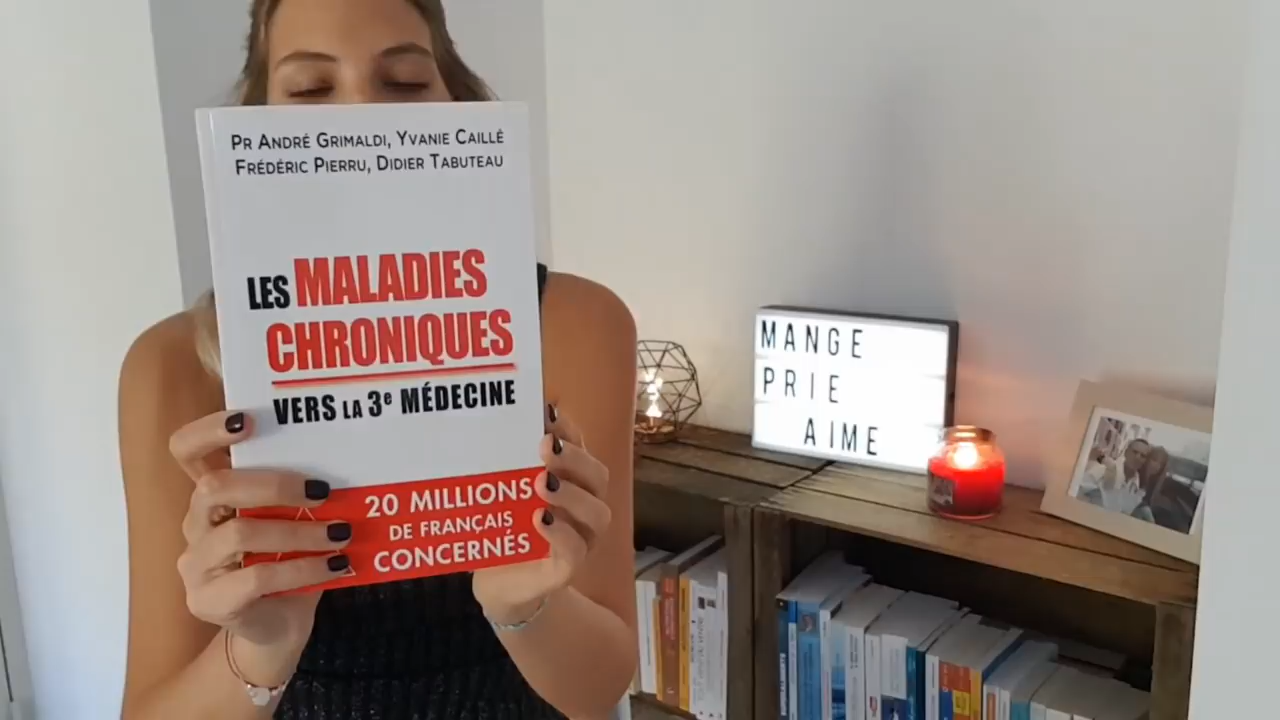 PR ANDRÉ GRIMALDI, YVANIE CAILLÉ
FRÉDÉRIC PIERRU, DIDIER TABUTEAU
LES MALADIES
CHRONIQUES
VERS LA 3e MÉDECINE
20 MILLIONS
DE FRANÇAIS
CONCERNÉS
MANGE
PRIE
AIME